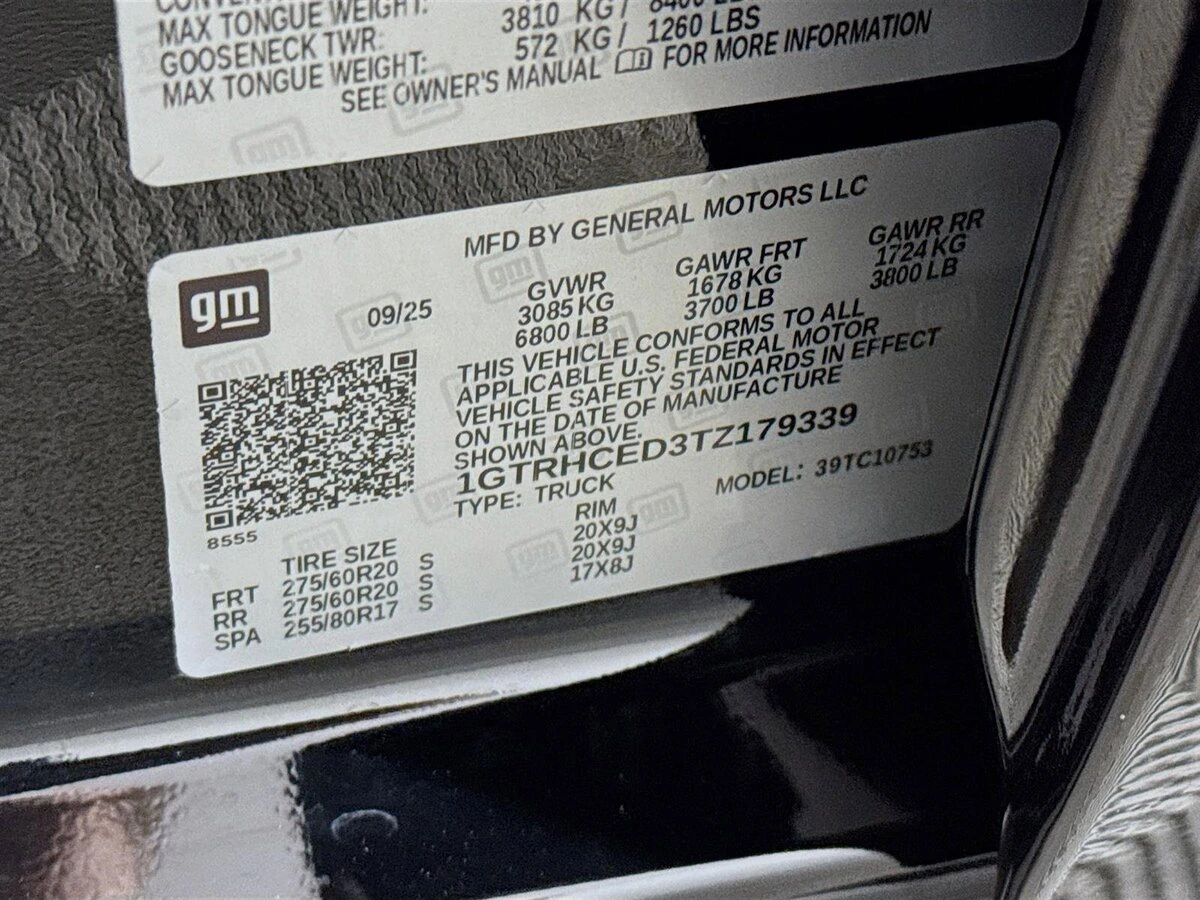 MAX TONGUE WEIGHT: 3810 KG /
GOOSENECK TWR: 572 KG / 1260 LBS
MAX TONGUE WEIGHT:
SEE OWNER'S MANUAL FOR MORE INFORMATION
MFD BY GENERAL MOTORS LLC
gm
09/25
GVWR GAWR FRT GAWR RR
3085 KG 1678 KG 1724 KG
6800 LB 3700 LB 3800 LB
THIS VEHICLE CONFORMS TO ALL
APPLICABLE U.S. FEDERAL MOTOR
VEHICLE SAFETY STANDARDS IN EFFECT
ON THE DATE OF MANUFACTURE
SHOWN ABOVE.
1GTRHCED3TZ179339
TYPE: TRUCK MODEL: 39TC10753
8555
TIRE SIZE RIM
FRT 275/60R20 S 20X9J
RR 275/60R20 S 20X9J
SPA 255/80R17 S 17X8J